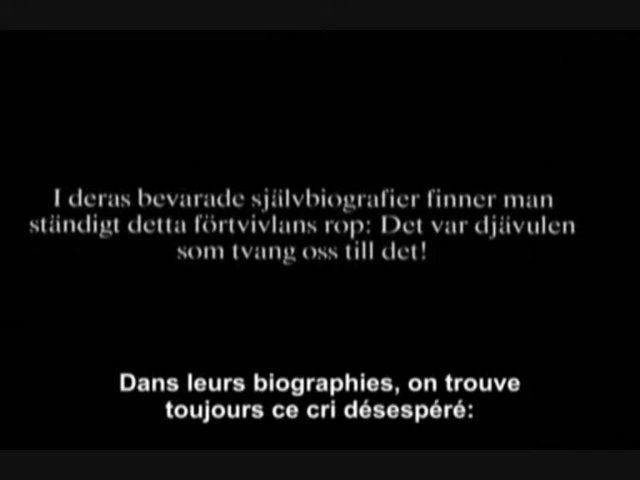 I deras bevarade självbiografier finner man
ständigt detta förtvivlans rop: Det var djävulen
som tvang oss till det!
Dans leurs biographies, on trouve
toujours ce cri désespéré: